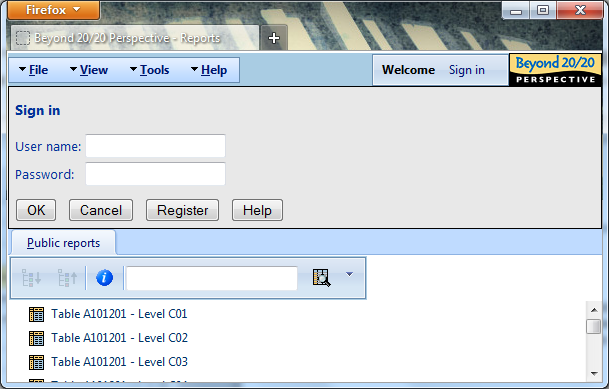 Firefox
Beyond 20/20 Perspective - Reports
File View Tools Help
Welcome Sign in
Beyond 20/20
PERSPECTIVE
Sign in
User name:
Password:
OK Cancel Register Help
Public reports
Table A101201 - Level C01
Table A101201 - Level C02
Table A101201 - Level C03